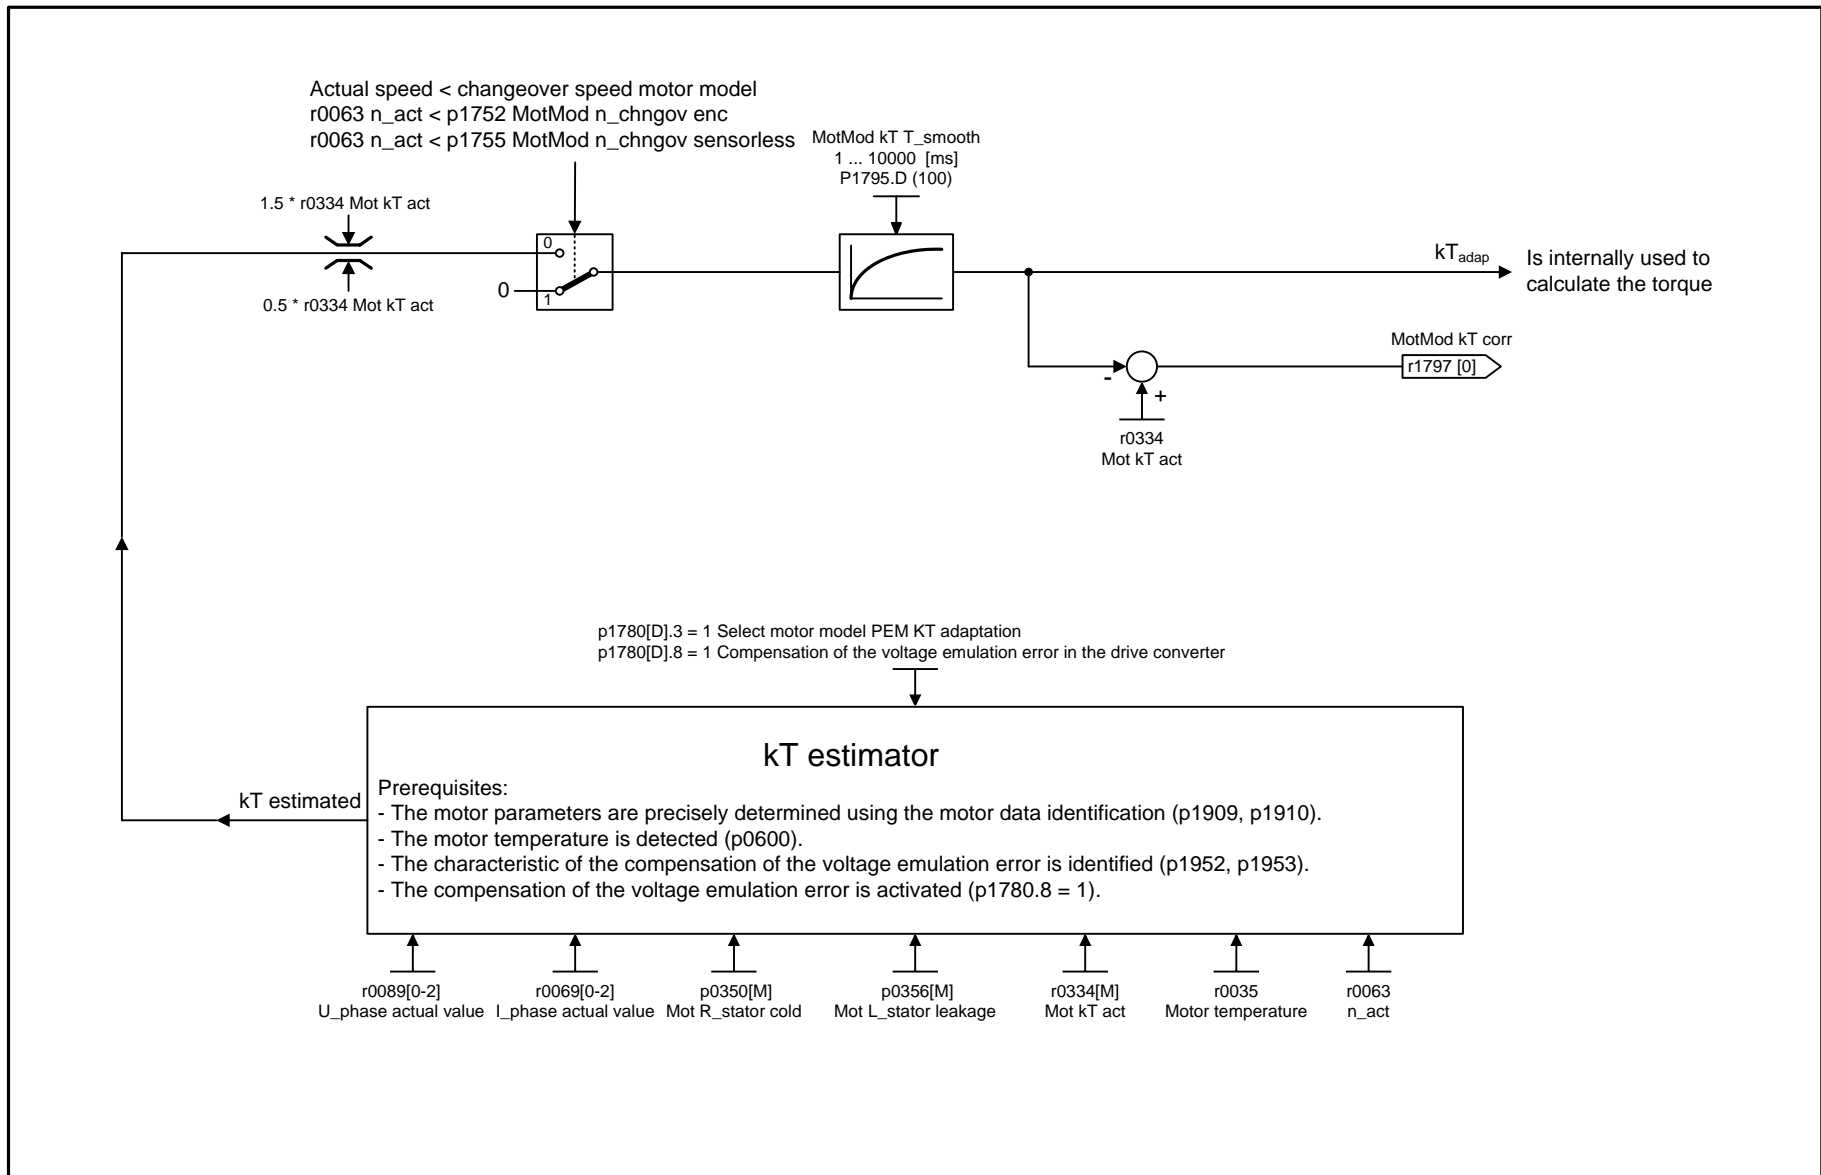 Actual speed < changeover speed motor model
r0063 n_act < p1752 MotMod n_chngov enc
r0063 n_act < p1755 MotMod n_chngov sensorless
MotMod kT T_smooth
1 ... 10000 [ms]
P1795.D (100)
1.5 * r0334 Mot kT act
0.5 * r0334 Mot kT act
0
0
1
kTadap
Is internally used to
calculate the torque
MotMod kT corr
r1797 [0]
-
+
r0334
Mot kT act
p1780[D].3 = 1 Select motor model PEM KT adaptation
p1780[D].8 = 1 Compensation of the voltage emulation error in the drive converter
kT estimator
kT estimated
Prerequisites:
- The motor parameters are precisely determined using the motor data identification (p1909, p1910).
- The motor temperature is detected (p0600).
- The characteristic of the compensation of the voltage emulation error is identified (p1952, p1953).
- The compensation of the voltage emulation error is activated (p1780.8 = 1).
r0089[0-2]
U_phase actual value
r0069[0-2]
I_phase actual value
p0350[M]
Mot R_stator cold
p0356[M]
Mot L_stator leakage
r0334[M]
Mot kT act
r0035
Motor temperature
r0063
n_act